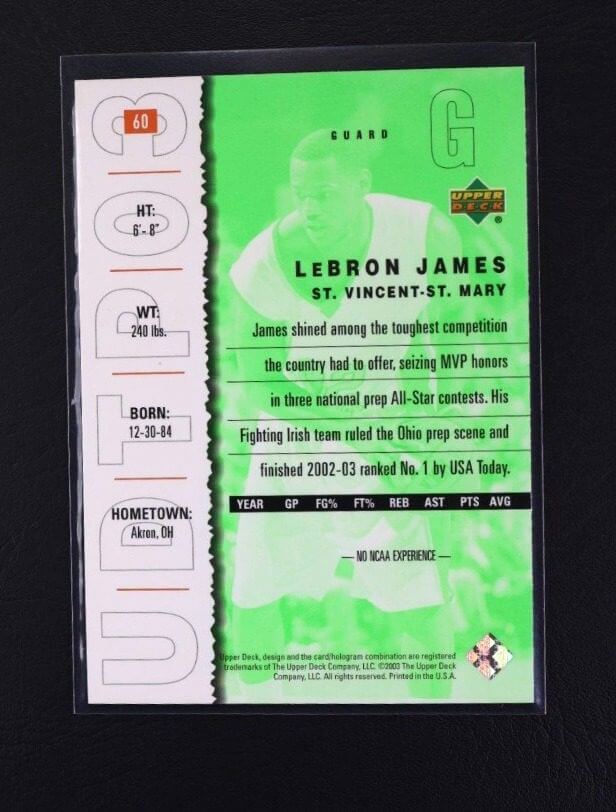 60
UDTPO3
HT:
6'- 8"
WT:
240 lbs.
BORN:
12-30-84
HOMETOWN:
Akron, OH
GUARD
G
UPPER
DECK
®
LEBRON JAMES
ST. VINCENT-ST. MARY
James shined among the toughest competition
the country had to offer, seizing MVP honors
in three national prep All-Star contests. His
Fighting Irish team ruled the Ohio prep scene and
finished 2002-03 ranked No. 1 by USA Today.
YEAR GP FG% FT% REB AST PTS AVG
— NO NCAA EXPERIENCE —
Upper Deck, design and the card/hologram combination are registered
trademarks of The Upper Deck Company, LLC. ©2003 The Upper Deck
Company, LLC. All rights reserved. Printed in the U.S.A.